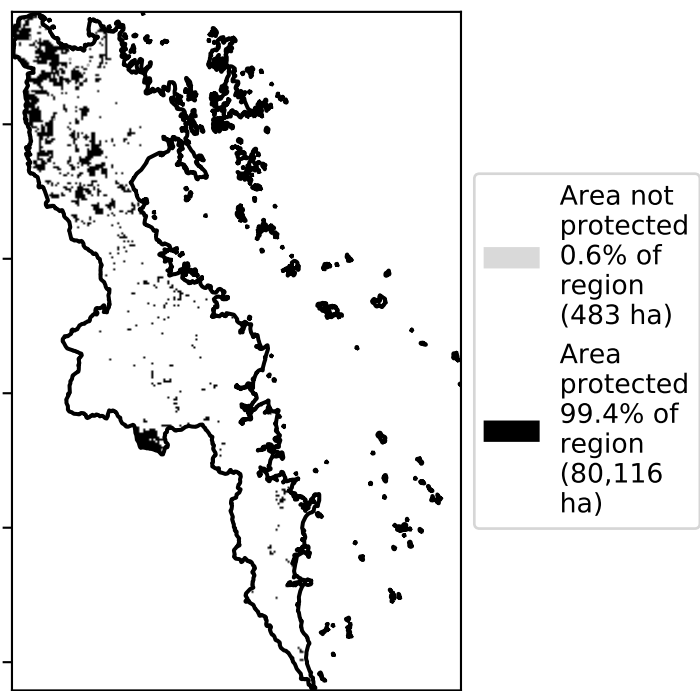 Area not
protected
0.6% of
region
(483 ha)
Area
protected
99.4% of
region
(80,116
ha)